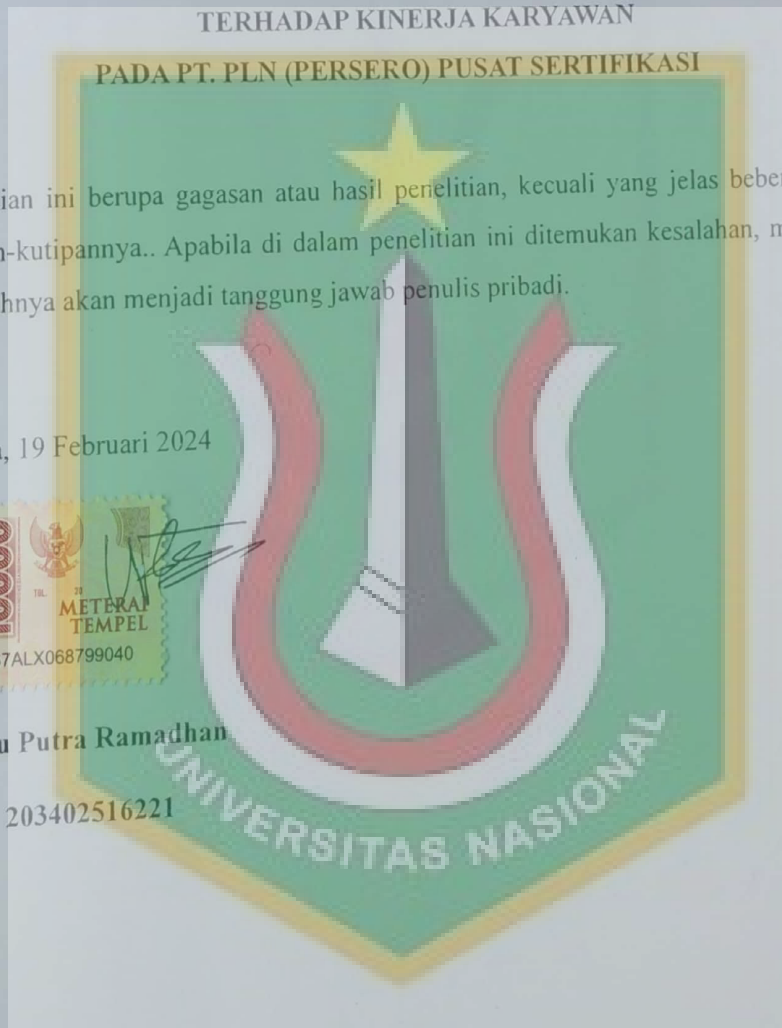 TERHADAP KINERJA KARYAWAN
PADA PT. PLN (PERSERO) PUSAT SERTIFIKASI
ian ini berupa gagasan atau hasil penelitian, kecuali yang jelas bebe
-kutipannya.. Apabila di dalam penelitian ini ditemukan kesalahan, m
hnya akan menjadi tanggung jawab penulis pribadi.
, 19 Februari 2024
TGL. 20
METERAI
TEMPEL
7ALX068799040
u Putra Ramadhan
203402516221
UNIVERSITAS NASIONAL